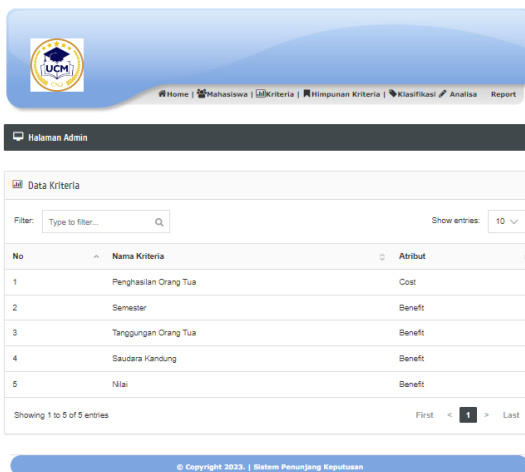 UCM
Home | Mahasiswa | Kriteria | Himpunan Kriteria | Klasifikasi Analisa Report
Halaman Admin
Data Kriteria
Filter: Type to filter... Show entries: 10
No Nama Kriteria Atribut
1 Penghasilan Orang Tua Cost
2 Semester Benefit
3 Tanggungan Orang Tua Benefit
4 Saudara Kandung Benefit
5 Nilai Benefit
Showing 1 to 5 of 5 entries First < 1 > Last
© Copyright 2023. | Sistem Penunjang Keputusan